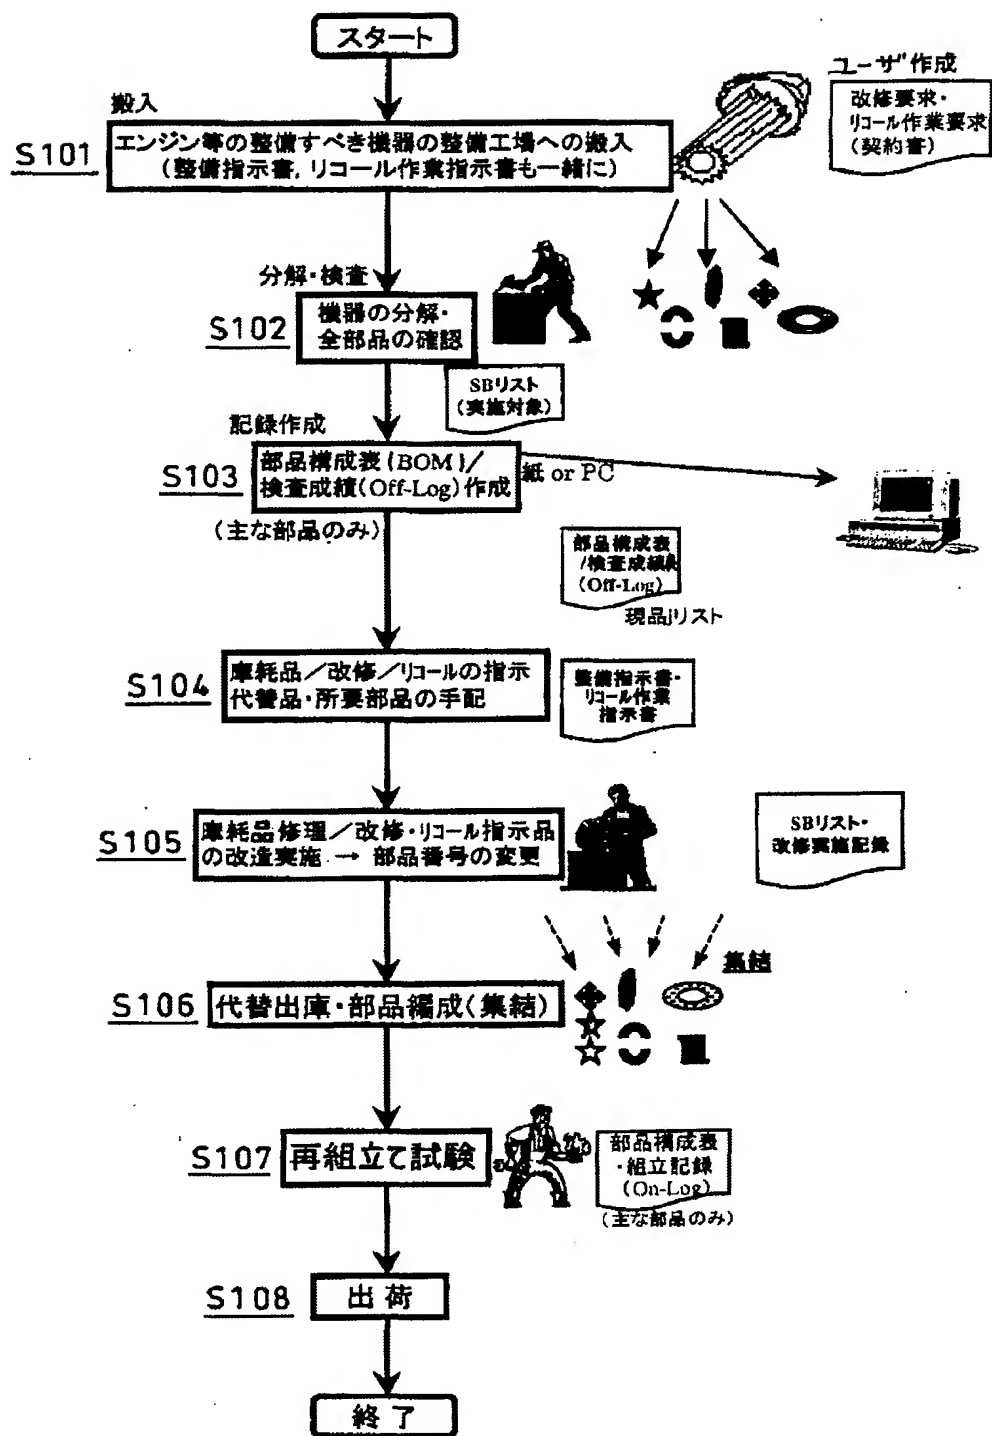 スタート
搬入
S101
エンジン等の整備すべき機器の整備工場への搬入
(整備指示書,リコール作業指示書も一緒に)
ユーザ作成
改修要求・
リコール作業要求
(契約書)
分解・検査
S102
機器の分解・
全部品の確認
SBリスト
(実施対象)
記録作成
S103
部品構成表(BOM)/
検査成績(Off-Log)作成
(主な部品のみ)
紙 or PC
部品構成表
/検査成績表
(Off-Log)
現品リスト
S104
摩耗品/改修/リコールの指示
代替品・所要部品の手配
整備指示書・
リコール作業
指示書
S105
摩耗品修理/改修・リコール指示品
の改造実施 → 部品番号の変更
SBリスト・
改修実施記録
集結
S106
代替出庫・部品編成(集結)
S107
再組立て試験
部品構成表
・組立記録
(On-Log)
(主な部品のみ)
S108
出荷
終了